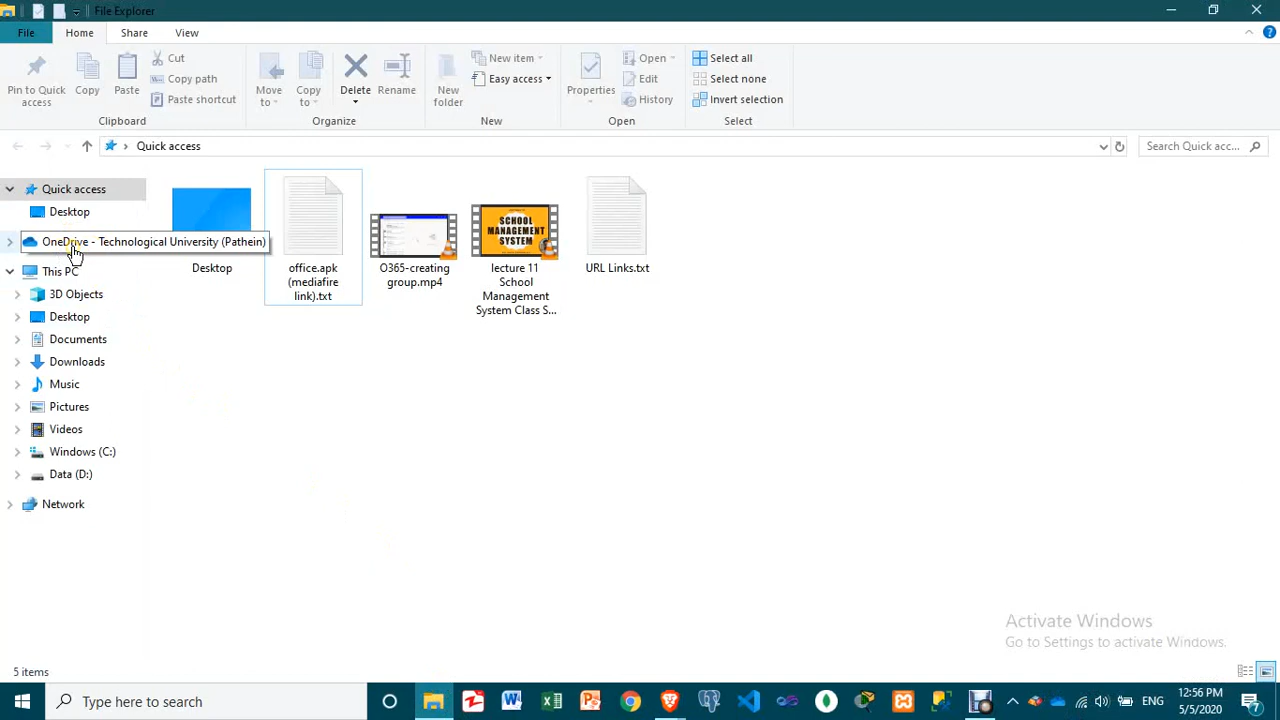 File Explorer
File
Home
Share
View
Pin to Quick
access
Copy
Paste
Cut
Copy path
Paste shortcut
Clipboard
Move
to
Copy
to
Delete
Rename
Organize
New
folder
New item
Easy access
New
Properties
Open
Edit
History
Open
Select all
Select none
Invert selection
Select
Quick access
Search Quick acc...
Quick access
Desktop
OneDrive - Technological University (Pathein)
This PC
3D Objects
Desktop
Documents
Downloads
Music
Pictures
Videos
Windows (C:)
Data (D:)
Network
Desktop
office.apk
(mediafire
link).txt
O365-creating
group.mp4
SCHOOL
MANAGEMENT
SYSTEM
lecture 11
School
Management
System Class S...
URL Links.txt
Activate Windows
Go to Settings to activate Windows.
5 items
Type here to search
ENG
12:56 PM
5/5/2020
7